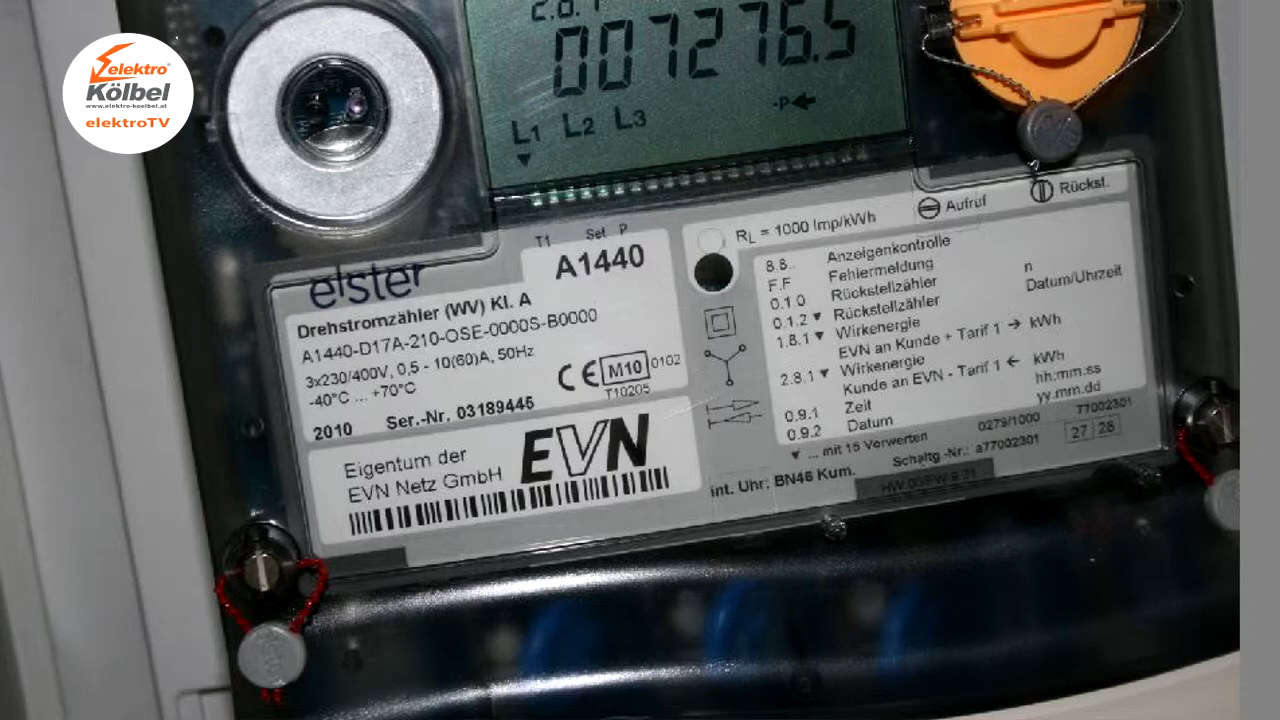 elektro
Kölbel
www.elektro-koelbel.at
elektroTV
2.8.1
007276.5
L1 L2 L3
-P
T1 Set P
RL = 1000 Imp/kWh
Aufruf
Rückst.
elster
A1440
Drehstromzähler (WV) Kl. A
A1440-D17A-210-OSE-0000S-B0000
3x230/400V, 0,5 - 10(60)A, 50Hz
-40°C ... +70°C
CE M10 0102
T10205
2010 Ser.-Nr. 03189445
Eigentum der
EVN Netz GmbH
EVN
8.8.. Anzeigenkontrolle
F.F Fehlermeldung
0.1.0 Rückstellzähler n
0.1.2 ▼ Rückstellzähler Datum/Uhrzeit
1.8.1 ▼ Wirkenergie
EVN an Kunde + Tarif 1 → kWh
2.8.1 ▼ Wirkenergie
Kunde an EVN - Tarif 1 ← kWh
0.9.1 Zeit hh:mm:ss
0.9.2 Datum yy.mm.dd
▼ ... mit 15 Vorwerten
0279/1000 77002301
int. Uhr: BN46 Kum.
Schaltg.-Nr.: a77002301 27 28